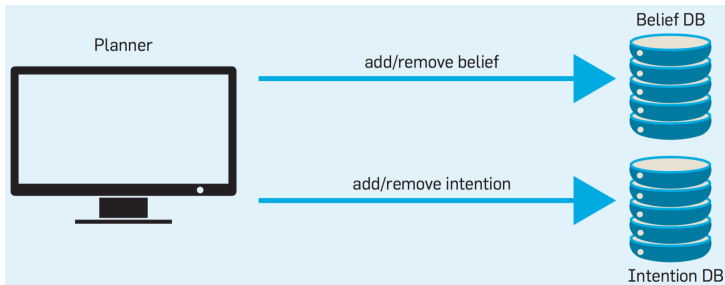 Belief DB
Planner
add/remove belief
add/remove intention
Intention DB